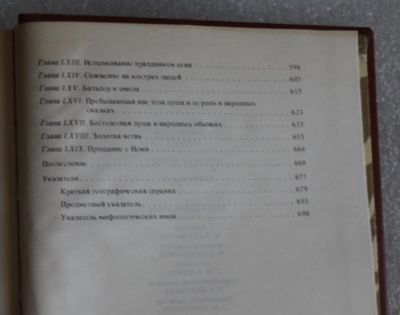 Глава LXIII. Истолкование праздников огня 598
Глава LXIV. Сожжение на кострах людей 607
Глава LXV. Бальдер и омела 615
Глава LXVI. Пребывающая вне тела душа и ее роль в народных
сказках 621
Глава LXVII. Бестелесная душа в народных обычаях 633
Глава LXVIII. Золотая ветвь 655
Глава LXIX. Прощание с Неми 664
Послесловие 668
Указатели 677
Краткая географическая справка 679
Предметный указатель 693
Указатель мифологических имен 698